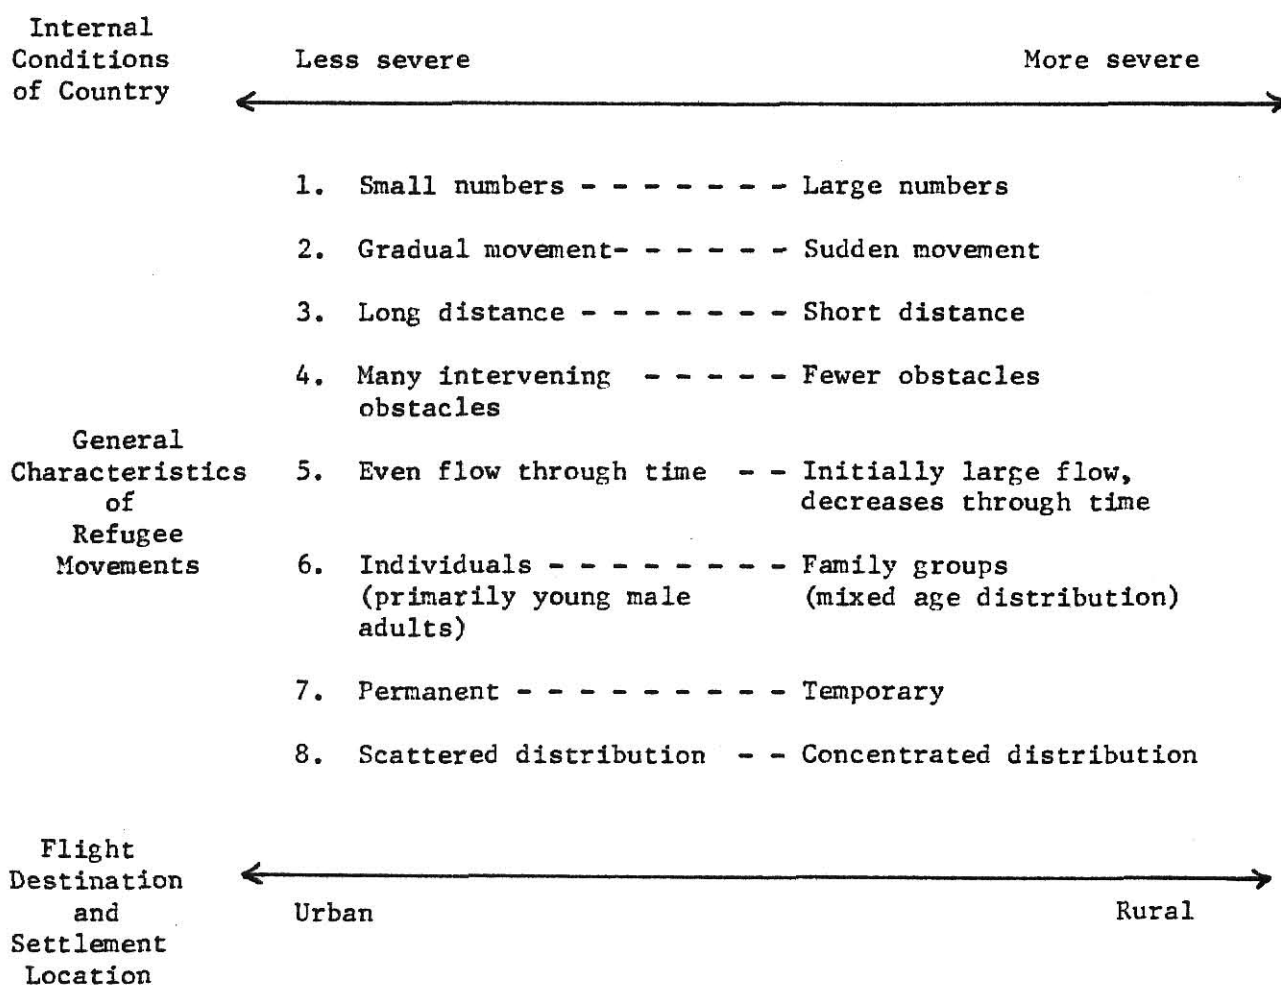 Internal
Conditions
of Country
Less severe
More severe
1. Small numbers - - - - - - - Large numbers
2. Gradual movement- - - - - - Sudden movement
3. Long distance - - - - - - - Short distance
4. Many intervening - - - - - Fewer obstacles
obstacles
General
Characteristics
of
Refugee
Movements
5. Even flow through time - - Initially large flow,
decreases through time
6. Individuals - - - - - - - - Family groups
(primarily young male (mixed age distribution)
adults)
7. Permanent - - - - - - - - - Temporary
8. Scattered distribution - - Concentrated distribution
Flight
Destination
and
Settlement
Location
Urban
Rural